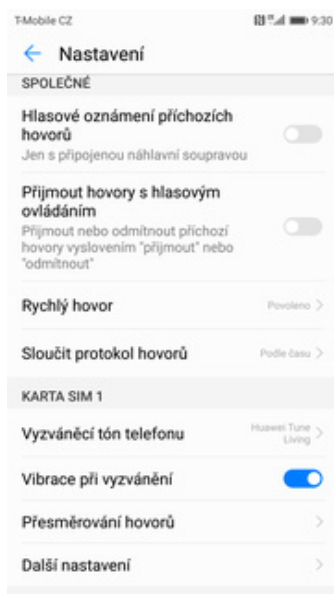 T-Mobile CZ 9:30
Nastavení
SPOLEČNÉ
Hlasové oznámení příchozích
hovorů
Jen s připojenou náhlavní soupravou
Přijmout hovory s hlasovým
ovládáním
Přijmout nebo odmítnout příchozí
hovory vyslovením "přijmout" nebo
"odmítnout"
Rychlý hovor Povoleno
Sloučit protokol hovorů Podle času
KARTA SIM 1
Vyzváněcí tón telefonu Huawei Tune
Living
Vibrace při vyzvánění
Přesměrování hovorů
Další nastavení